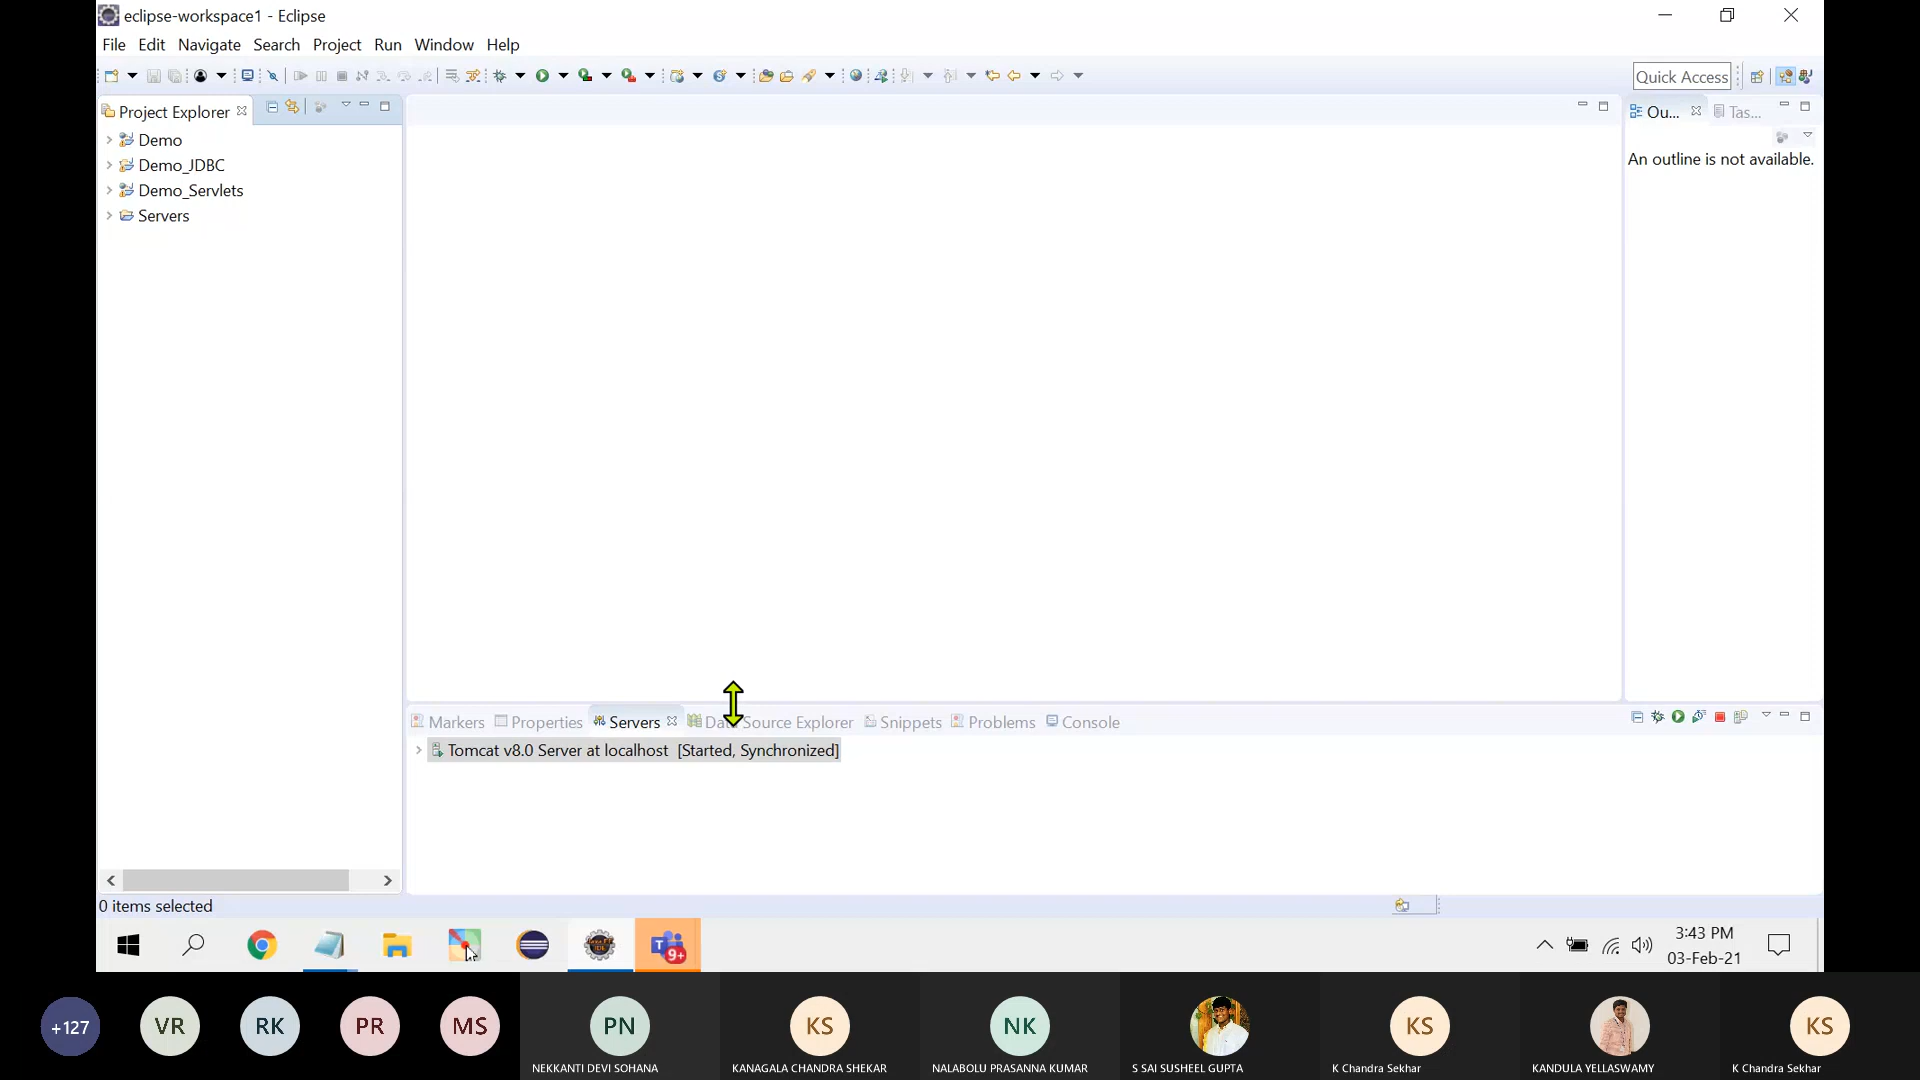 eclipse-workspace1 - Eclipse
File Edit Navigate Search Project Run Window Help
Quick Access
Project Explorer
Demo
Demo_JDBC
Demo_Servlets
Servers
Ou...
Tas...
An outline is not available.
Markers Properties Servers Data Source Explorer Snippets Problems Console
Tomcat v8.0 Server at localhost [Started, Synchronized]
0 items selected
T 9+
3:43 PM
03-Feb-21
+127
VR
RK
PR
MS
PN
KS
NK
KS
KS
NEKKANTI DEVI SOHANA
KANAGALA CHANDRA SHEKAR
NALABOLU PRASANNA KUMAR
S SAI SUSHEEL GUPTA
K Chandra Sekhar
KANDULA YELLASWAMY
K Chandra Sekhar